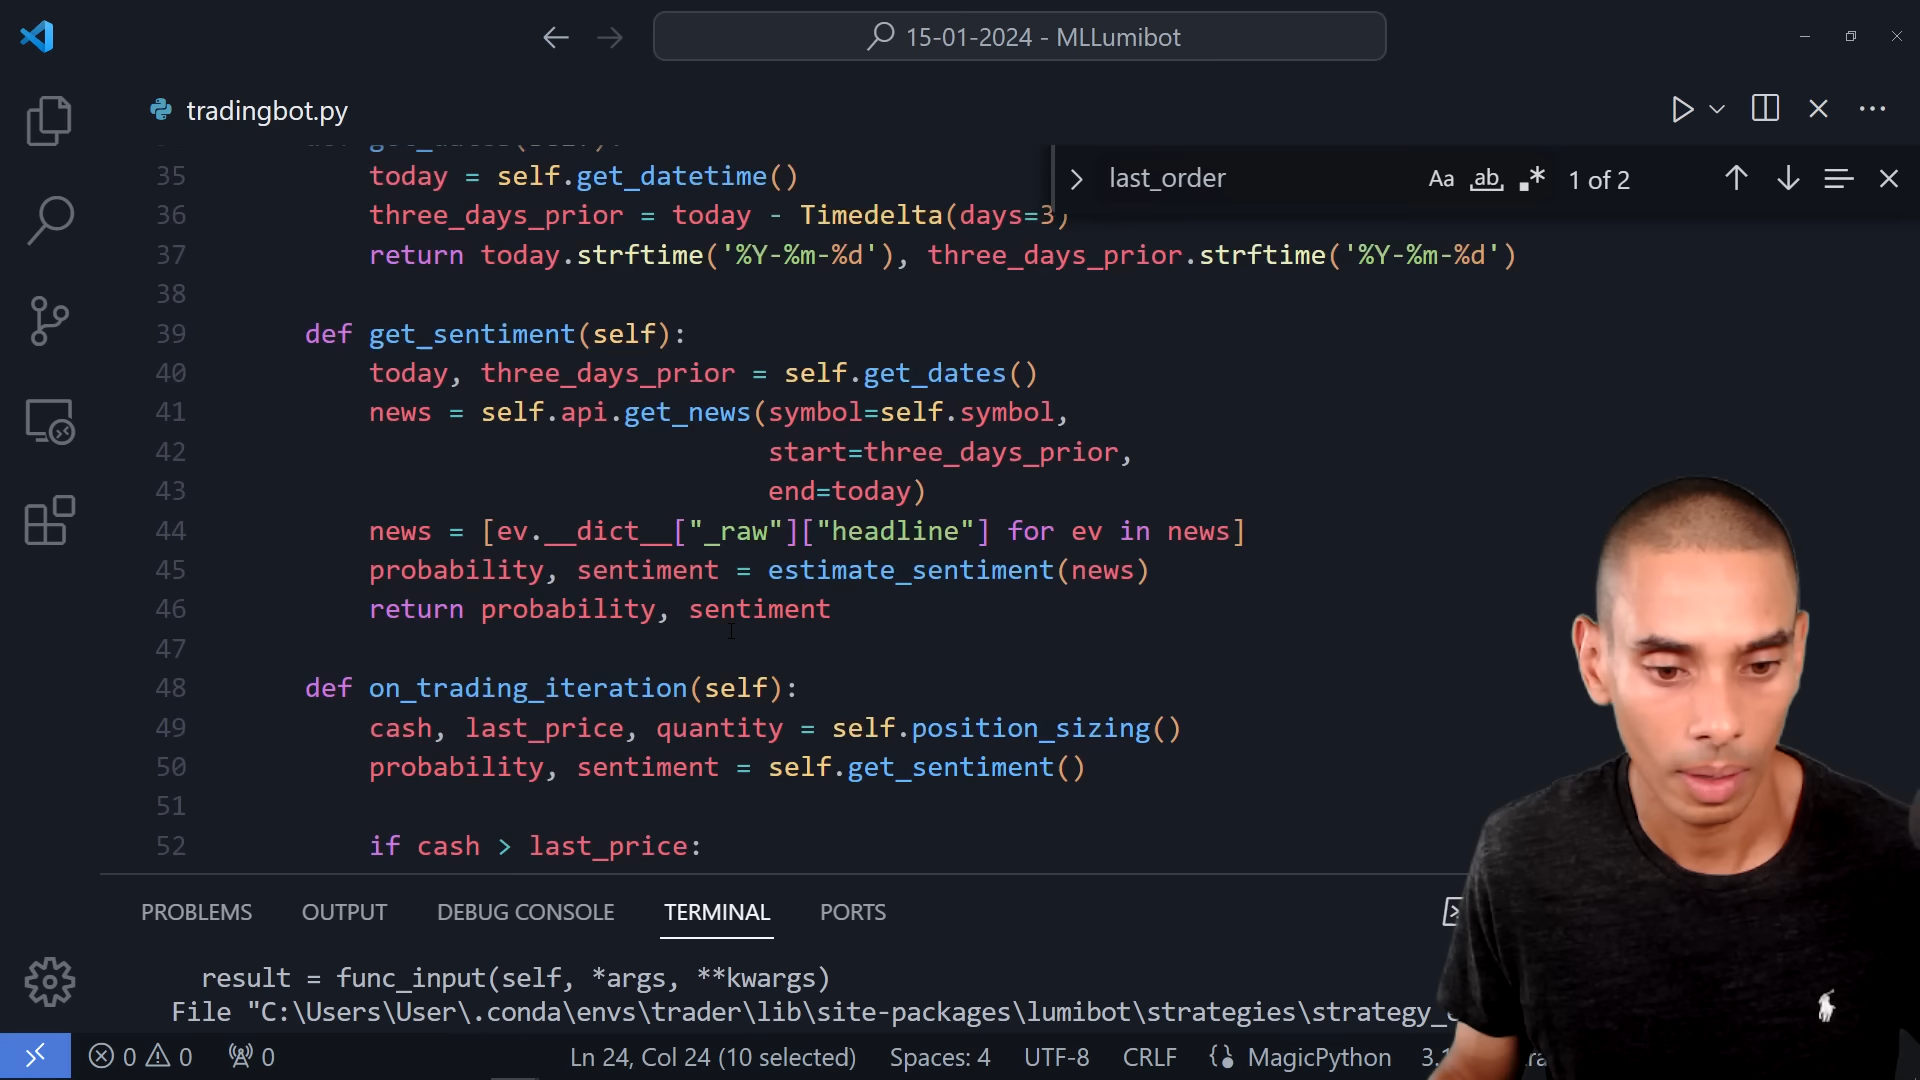 15-01-2024 - MLLumibot
tradingbot.py
last_order
Aa
ab
1 of 2
35 today = self.get_datetime()
36 three_days_prior = today - Timedelta(days=3)
37 return today.strftime('%Y-%m-%d'), three_days_prior.strftime('%Y-%m-%d')
38
39 def get_sentiment(self):
40 today, three_days_prior = self.get_dates()
41 news = self.api.get_news(symbol=self.symbol,
42 start=three_days_prior,
43 end=today)
44 news = [ev.__dict__["_raw"]["headline"] for ev in news]
45 probability, sentiment = estimate_sentiment(news)
46 return probability, sentiment
47
48 def on_trading_iteration(self):
49 cash, last_price, quantity = self.position_sizing()
50 probability, sentiment = self.get_sentiment()
51
52 if cash > last_price:
PROBLEMS OUTPUT DEBUG CONSOLE TERMINAL PORTS
result = func_input(self, *args, **kwargs)
File "C:\Users\User\.conda\envs\trader\lib\site-packages\lumibot\strategies\strategy_
0 0 0 Ln 24, Col 24 (10 selected) Spaces: 4 UTF-8 CRLF MagicPython